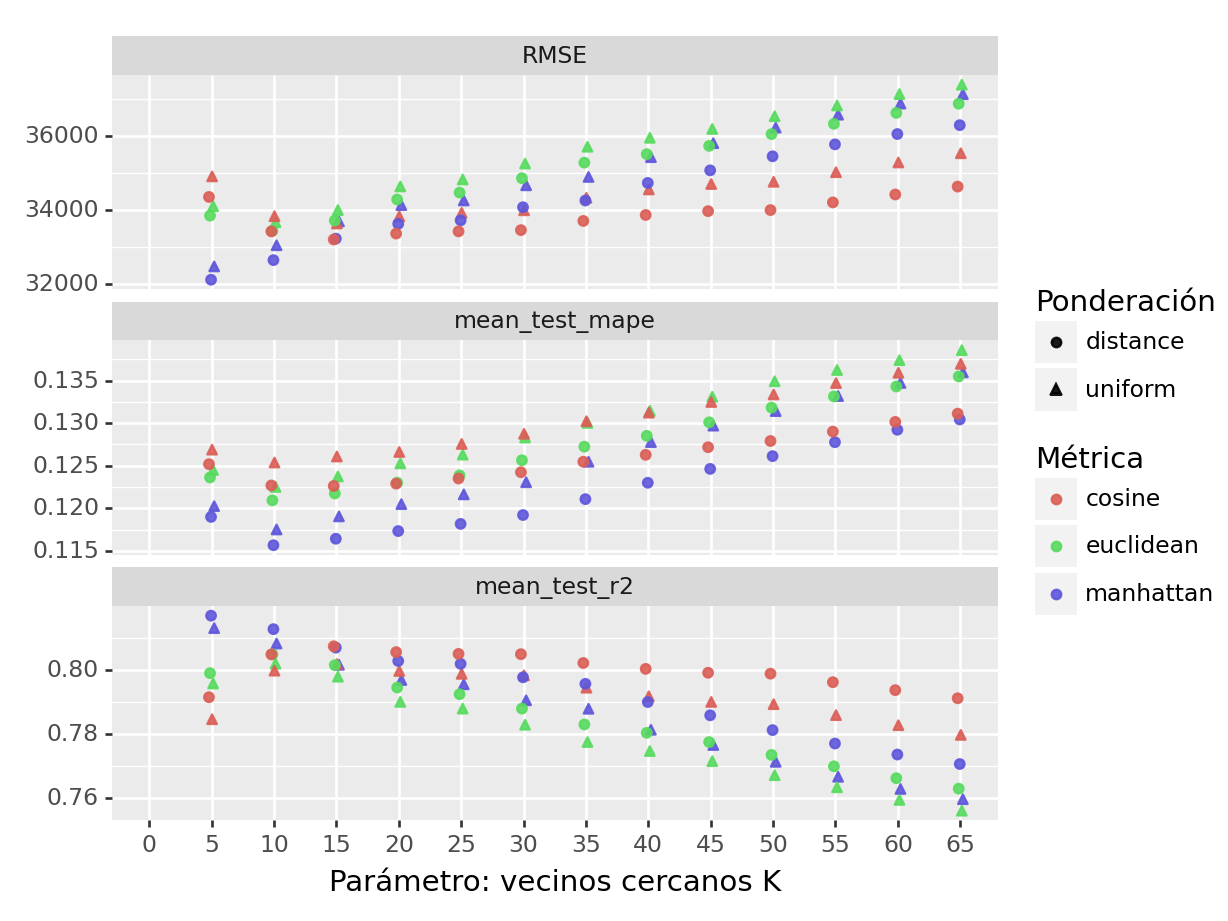 RMSE
36000
34000
32000
mean_test_mape
0.135
0.130
0.125
0.120
0.115
mean_test_r2
0.80
0.78
0.76
0 5 10 15 20 25 30 35 40 45 50 55 60 65
Parámetro: vecinos cercanos K
Ponderación
distance
uniform
Métrica
cosine
euclidean
manhattan